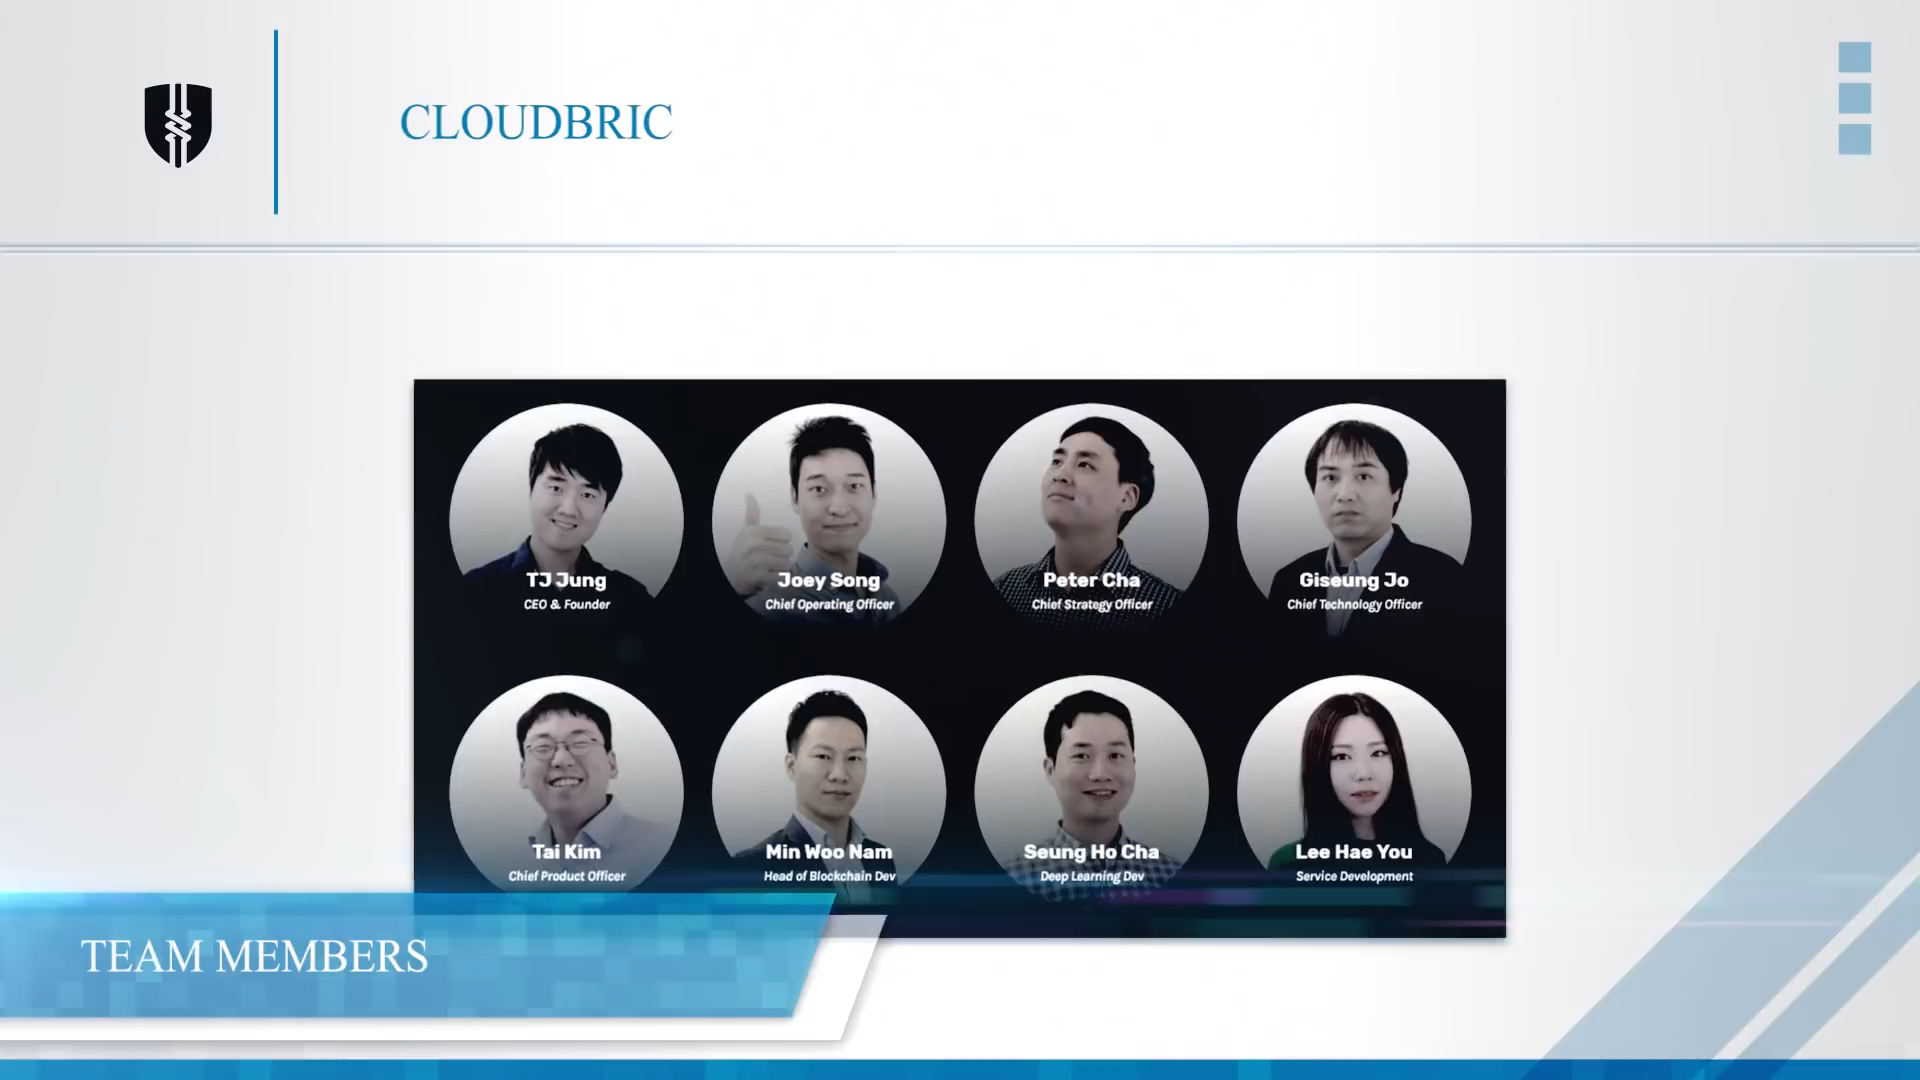 CLOUDBRIC
TJ Jung
CEO & Founder
Joey Song
Chief Operating Officer
Peter Cha
Chief Strategy Officer
Giseung Jo
Chief Technology Officer
Tai Kim
Chief Product Officer
Min Woo Nam
Head of Blockchain Dev
Seung Ho Cha
Deep Learning Dev
Lee Hae You
Service Development
TEAM MEMBERS